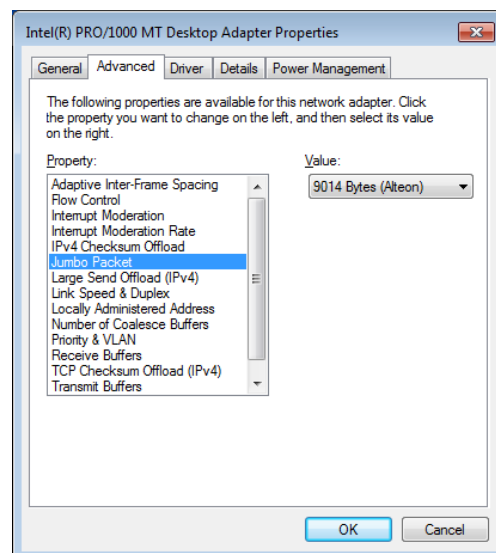 Intel(R) PRO/1000 MT Desktop Adapter Properties
General Advanced Driver Details Power Management
The following properties are available for this network adapter. Click
the property you want to change on the left, and then select its value
on the right.
Property: Value:
Adaptive Inter-Frame Spacing 9014 Bytes (Alteon)
Flow Control
Interrupt Moderation
Interrupt Moderation Rate
IPv4 Checksum Offload
Jumbo Packet
Large Send Offload (IPv4)
Link Speed & Duplex
Locally Administered Address
Number of Coalesce Buffers
Priority & VLAN
Receive Buffers
TCP Checksum Offload (IPv4)
Transmit Buffers
OK Cancel